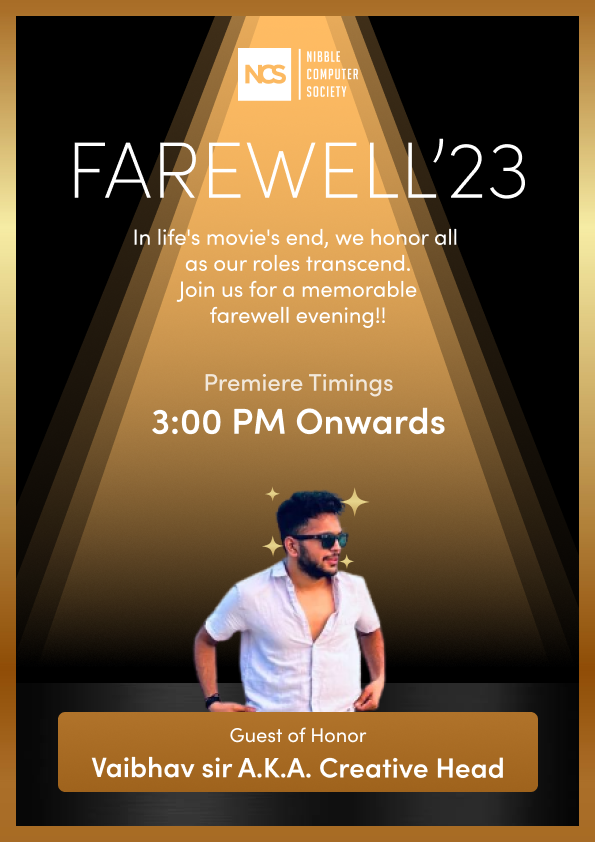 NCS
NIBBLE
COMPUTER
SOCIETY
FAREWELL'23
In life's movie's end, we honor all
as our roles transcend.
Join us for a memorable
farewell evening!!
Premiere Timings
3:00 PM Onwards
Guest of Honor
Vaibhav sir A.K.A. Creative Head